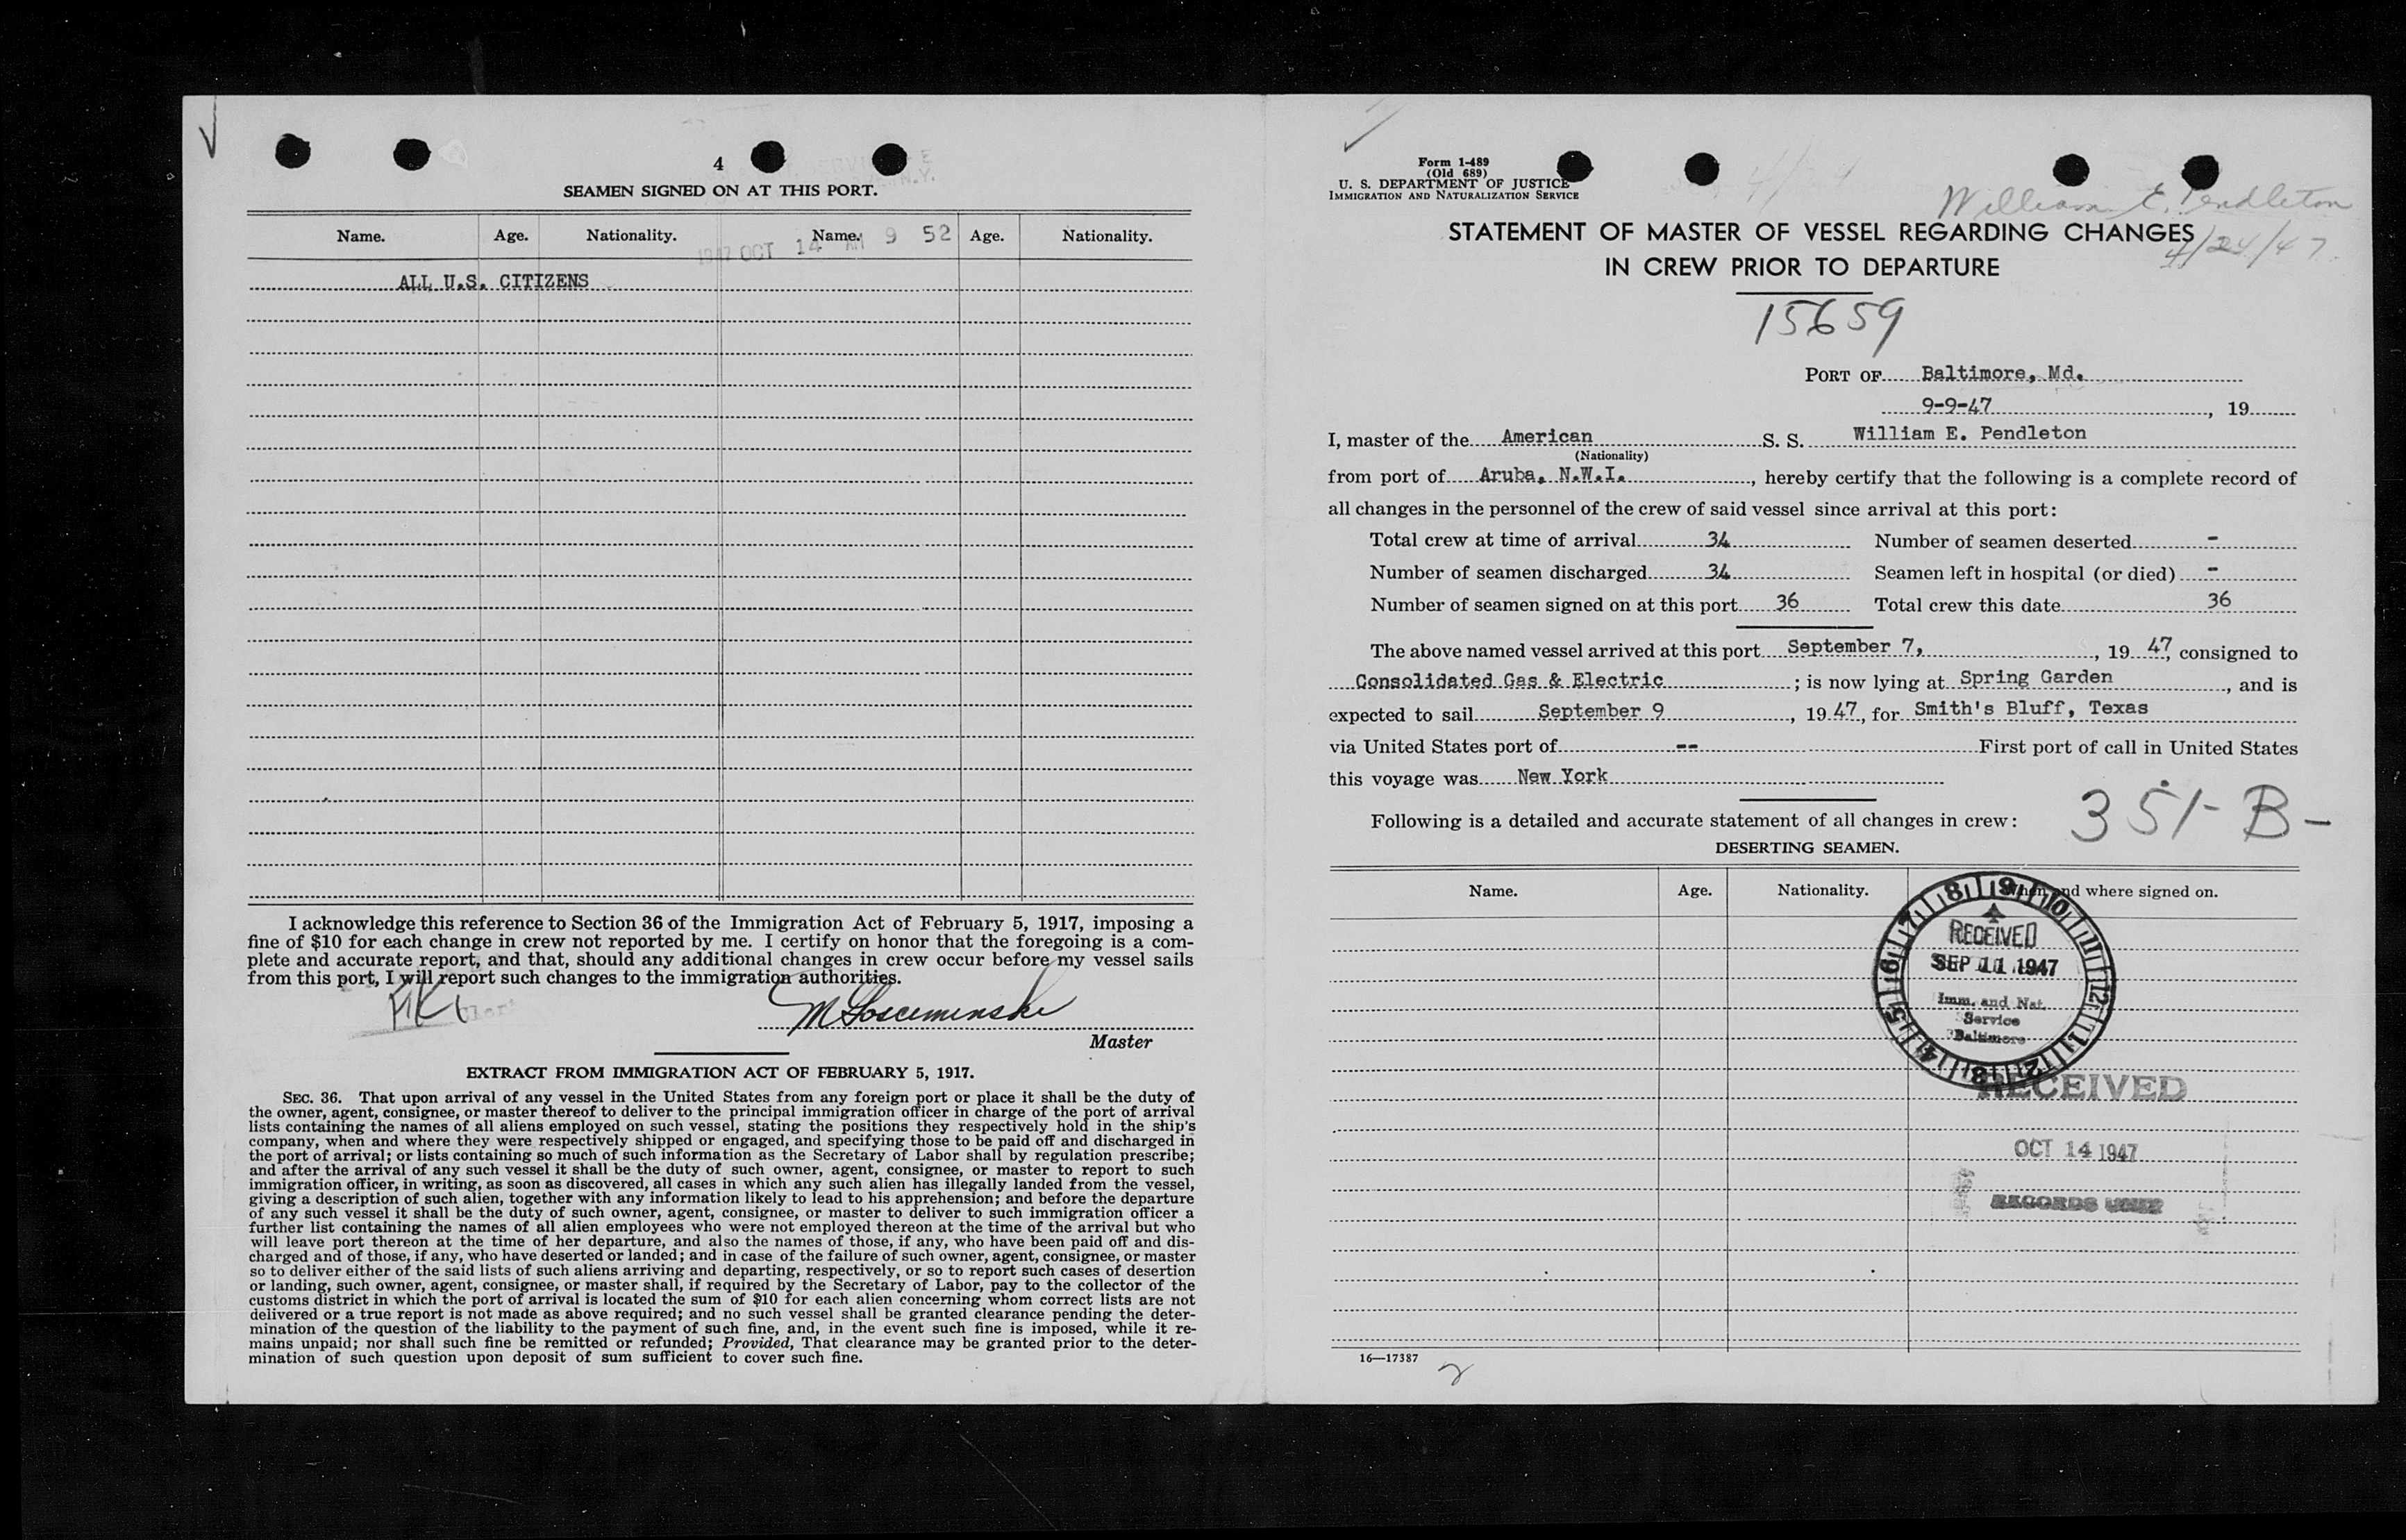 4
SEAMEN SIGNED ON AT THIS PORT.
Name. Age. Nationality. Name. Age. Nationality.
1947 OCT 14 AM 9 52
ALL U.S. CITIZENS
I acknowledge this reference to Section 36 of the Immigration Act of February 5, 1917, imposing a
fine of $10 for each change in crew not reported by me. I certify on honor that the foregoing is a com-
plete and accurate report, and that, should any additional changes in crew occur before my vessel sails
from this port, I will report such changes to the immigration authorities.
Master
EXTRACT FROM IMMIGRATION ACT OF FEBRUARY 5, 1917.
SEC. 36. That upon arrival of any vessel in the United States from any foreign port or place it shall be the duty of
the owner, agent, consignee, or master thereof to deliver to the principal immigration officer in charge of the port of arrival
lists containing the names of all aliens employed on such vessel, stating the positions they respectively hold in the ship's
company, when and where they were respectively shipped or engaged, and specifying those to be paid off and discharged in
the port of arrival; or lists containing so much of such information as the Secretary of Labor shall by regulation prescribe;
and after the arrival of any such vessel it shall be the duty of such owner, agent, consignee, or master to report to such
immigration officer, in writing, as soon as discovered, all cases in which any such alien has illegally landed from the vessel,
giving a description of such alien, together with any information likely to lead to his apprehension; and before the departure
of any such vessel it shall be the duty of such owner, agent, consignee, or master to deliver to such immigration officer a
further list containing the names of all alien employees who were not employed thereon at the time of the arrival but who
will leave port thereon at the time of her departure, and also the names of those, if any, who have been paid off and dis-
charged and of those, if any, who have deserted or landed; and in case of the failure of such owner, agent, consignee, or master
so to deliver either of the said lists of such aliens arriving and departing, respectively, or so to report such cases of desertion
or landing, such owner, agent, consignee, or master shall, if required by the Secretary of Labor, pay to the collector of the
customs district in which the port of arrival is located the sum of $10 for each alien concerning whom correct lists are not
delivered or a true report is not made as above required; and no such vessel shall be granted clearance pending the deter-
mination of the question of the liability to the payment of such fine, and, in the event such fine is imposed, while it re-
mains unpaid; nor shall such fine be remitted or refunded; Provided, That clearance may be granted prior to the deter-
mination of such question upon deposit of sum sufficient to cover such fine.
Form 1-489
(Old 689)
U. S. DEPARTMENT OF JUSTICE
IMMIGRATION AND NATURALIZATION SERVICE
William E. Pendleton
4/24/47
STATEMENT OF MASTER OF VESSEL REGARDING CHANGES
IN CREW PRIOR TO DEPARTURE
15659
PORT OF Baltimore, Md.
9-9-47, 19
I, master of the American S. S. William E. Pendleton
(Nationality)
from port of Aruba, N.W.I., hereby certify that the following is a complete record of
all changes in the personnel of the crew of said vessel since arrival at this port:
Total crew at time of arrival 34 Number of seamen deserted -
Number of seamen discharged 34 Seamen left in hospital (or died) -
Number of seamen signed on at this port 36 Total crew this date 36
The above named vessel arrived at this port September 7, , 19 47, consigned to
Consolidated Gas & Electric ; is now lying at Spring Garden , and is
expected to sail September 9 , 19 47, for Smith's Bluff, Texas
via United States port of -- First port of call in United States
this voyage was New York
351-B-
Following is a detailed and accurate statement of all changes in crew:
DESERTING SEAMEN.
Name. Age. Nationality. When and where signed on.
8 9 10 11 12 1 2 3 4 5 6 7
RECEIVED
SEP 11 1947
Imm. and Nat.
Service
Baltimore
RECEIVED
OCT 14 1947
RECORDS UNIT
16—17387
2